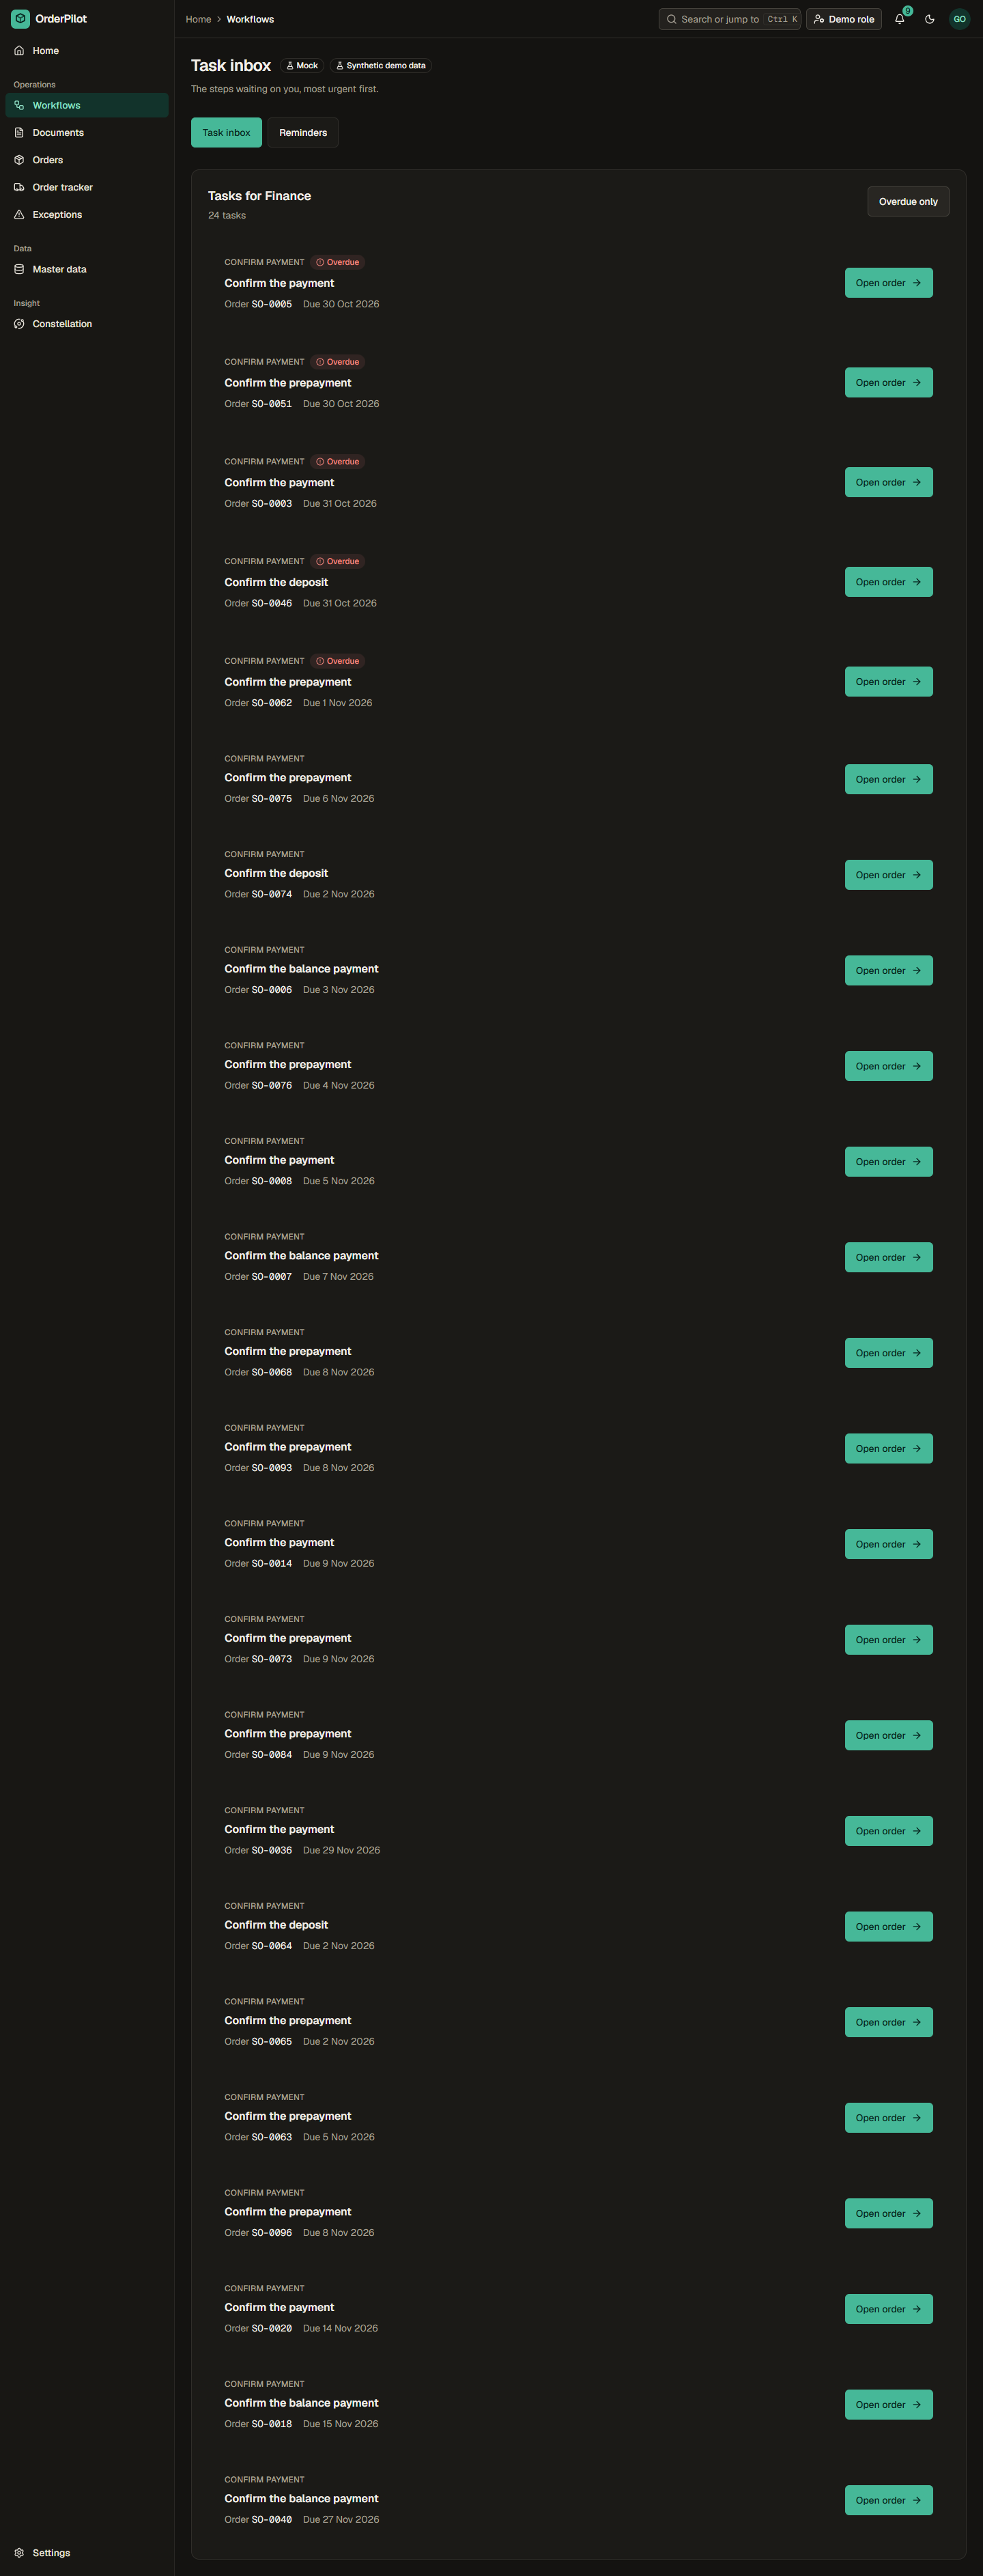 OrderPilot
Home
Operations
Workflows
Documents
Orders
Order tracker
Exceptions
Data
Master data
Insight
Constellation
Settings
Home > Workflows
Search or jump to Ctrl K
Demo role
9
GO
Task inbox Mock Synthetic demo data
The steps waiting on you, most urgent first.
Task inbox Reminders
Tasks for Finance
24 tasks
Overdue only
CONFIRM PAYMENT Overdue
Confirm the payment
Order SO-0005 Due 30 Oct 2026
Open order
CONFIRM PAYMENT Overdue
Confirm the prepayment
Order SO-0051 Due 30 Oct 2026
Open order
CONFIRM PAYMENT Overdue
Confirm the payment
Order SO-0003 Due 31 Oct 2026
Open order
CONFIRM PAYMENT Overdue
Confirm the deposit
Order SO-0046 Due 31 Oct 2026
Open order
CONFIRM PAYMENT Overdue
Confirm the prepayment
Order SO-0062 Due 1 Nov 2026
Open order
CONFIRM PAYMENT
Confirm the prepayment
Order SO-0075 Due 6 Nov 2026
Open order
CONFIRM PAYMENT
Confirm the deposit
Order SO-0074 Due 2 Nov 2026
Open order
CONFIRM PAYMENT
Confirm the balance payment
Order SO-0006 Due 3 Nov 2026
Open order
CONFIRM PAYMENT
Confirm the prepayment
Order SO-0076 Due 4 Nov 2026
Open order
CONFIRM PAYMENT
Confirm the payment
Order SO-0008 Due 5 Nov 2026
Open order
CONFIRM PAYMENT
Confirm the balance payment
Order SO-0007 Due 7 Nov 2026
Open order
CONFIRM PAYMENT
Confirm the prepayment
Order SO-0068 Due 8 Nov 2026
Open order
CONFIRM PAYMENT
Confirm the prepayment
Order SO-0093 Due 8 Nov 2026
Open order
CONFIRM PAYMENT
Confirm the payment
Order SO-0014 Due 9 Nov 2026
Open order
CONFIRM PAYMENT
Confirm the prepayment
Order SO-0073 Due 9 Nov 2026
Open order
CONFIRM PAYMENT
Confirm the prepayment
Order SO-0084 Due 9 Nov 2026
Open order
CONFIRM PAYMENT
Confirm the payment
Order SO-0036 Due 29 Nov 2026
Open order
CONFIRM PAYMENT
Confirm the deposit
Order SO-0064 Due 2 Nov 2026
Open order
CONFIRM PAYMENT
Confirm the prepayment
Order SO-0065 Due 2 Nov 2026
Open order
CONFIRM PAYMENT
Confirm the prepayment
Order SO-0063 Due 5 Nov 2026
Open order
CONFIRM PAYMENT
Confirm the prepayment
Order SO-0096 Due 8 Nov 2026
Open order
CONFIRM PAYMENT
Confirm the payment
Order SO-0020 Due 14 Nov 2026
Open order
CONFIRM PAYMENT
Confirm the balance payment
Order SO-0018 Due 15 Nov 2026
Open order
CONFIRM PAYMENT
Confirm the balance payment
Order SO-0040 Due 27 Nov 2026
Open order